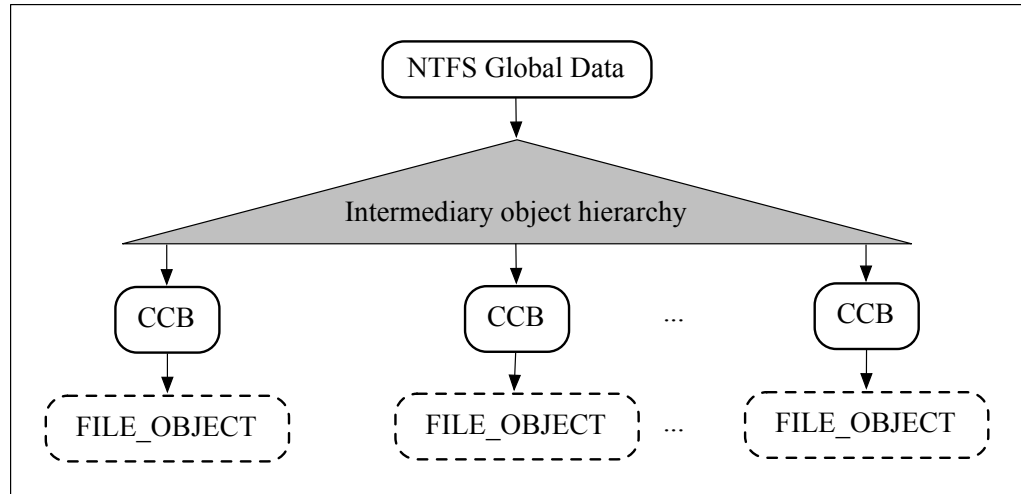 NTFS Global Data
Intermediary object hierarchy
CCB CCB ... CCB
FILE_OBJECT FILE_OBJECT ... FILE_OBJECT